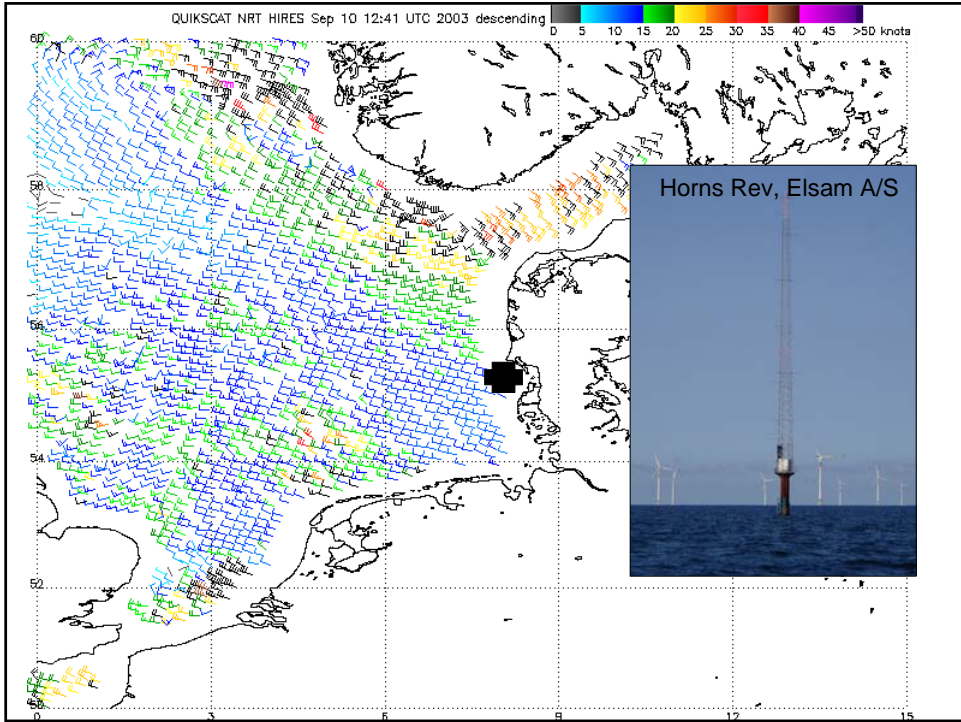 QUIKSCAT NRT HIRES Sep 10 12:41 UTC 2003 descending
0 5 10 15 20 25 30 35 40 45 >50 knots
60
58
Horns Rev, Elsam A/S
56
54
52
50
0 3 6 9 12 15